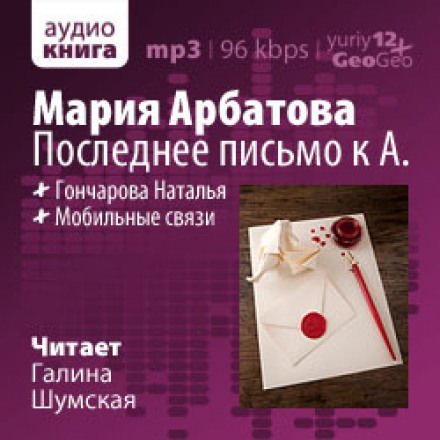 аудио
книга
mp3 | 96 kbps | yuriy12+
GeoGeo
Мария Арбатова
Последнее письмо к А.
+ Гончарова Наталья
+ Мобильные связи
Читает
Галина
Шумская